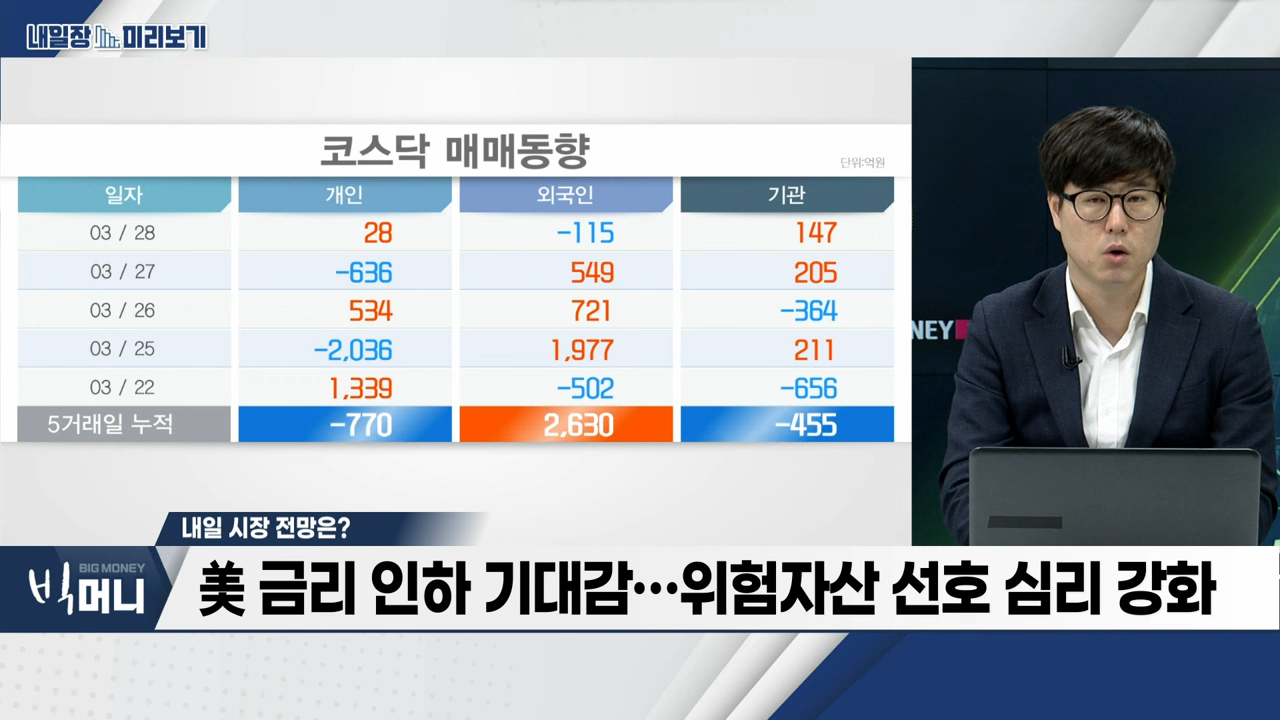 내일장 미리보기
코스닥 매매동향
단위:억원
일자 개인 외국인 기관
03 / 28 28 -115 147
03 / 27 -636 549 205
03 / 26 534 721 -364
03 / 25 -2,036 1,977 211
03 / 22 1,339 -502 -656
5거래일 누적 -770 2,630 -455
NEY
내일 시장 전망은?
BIG MONEY
빅머니
美 금리 인하 기대감…위험자산 선호 심리 강화